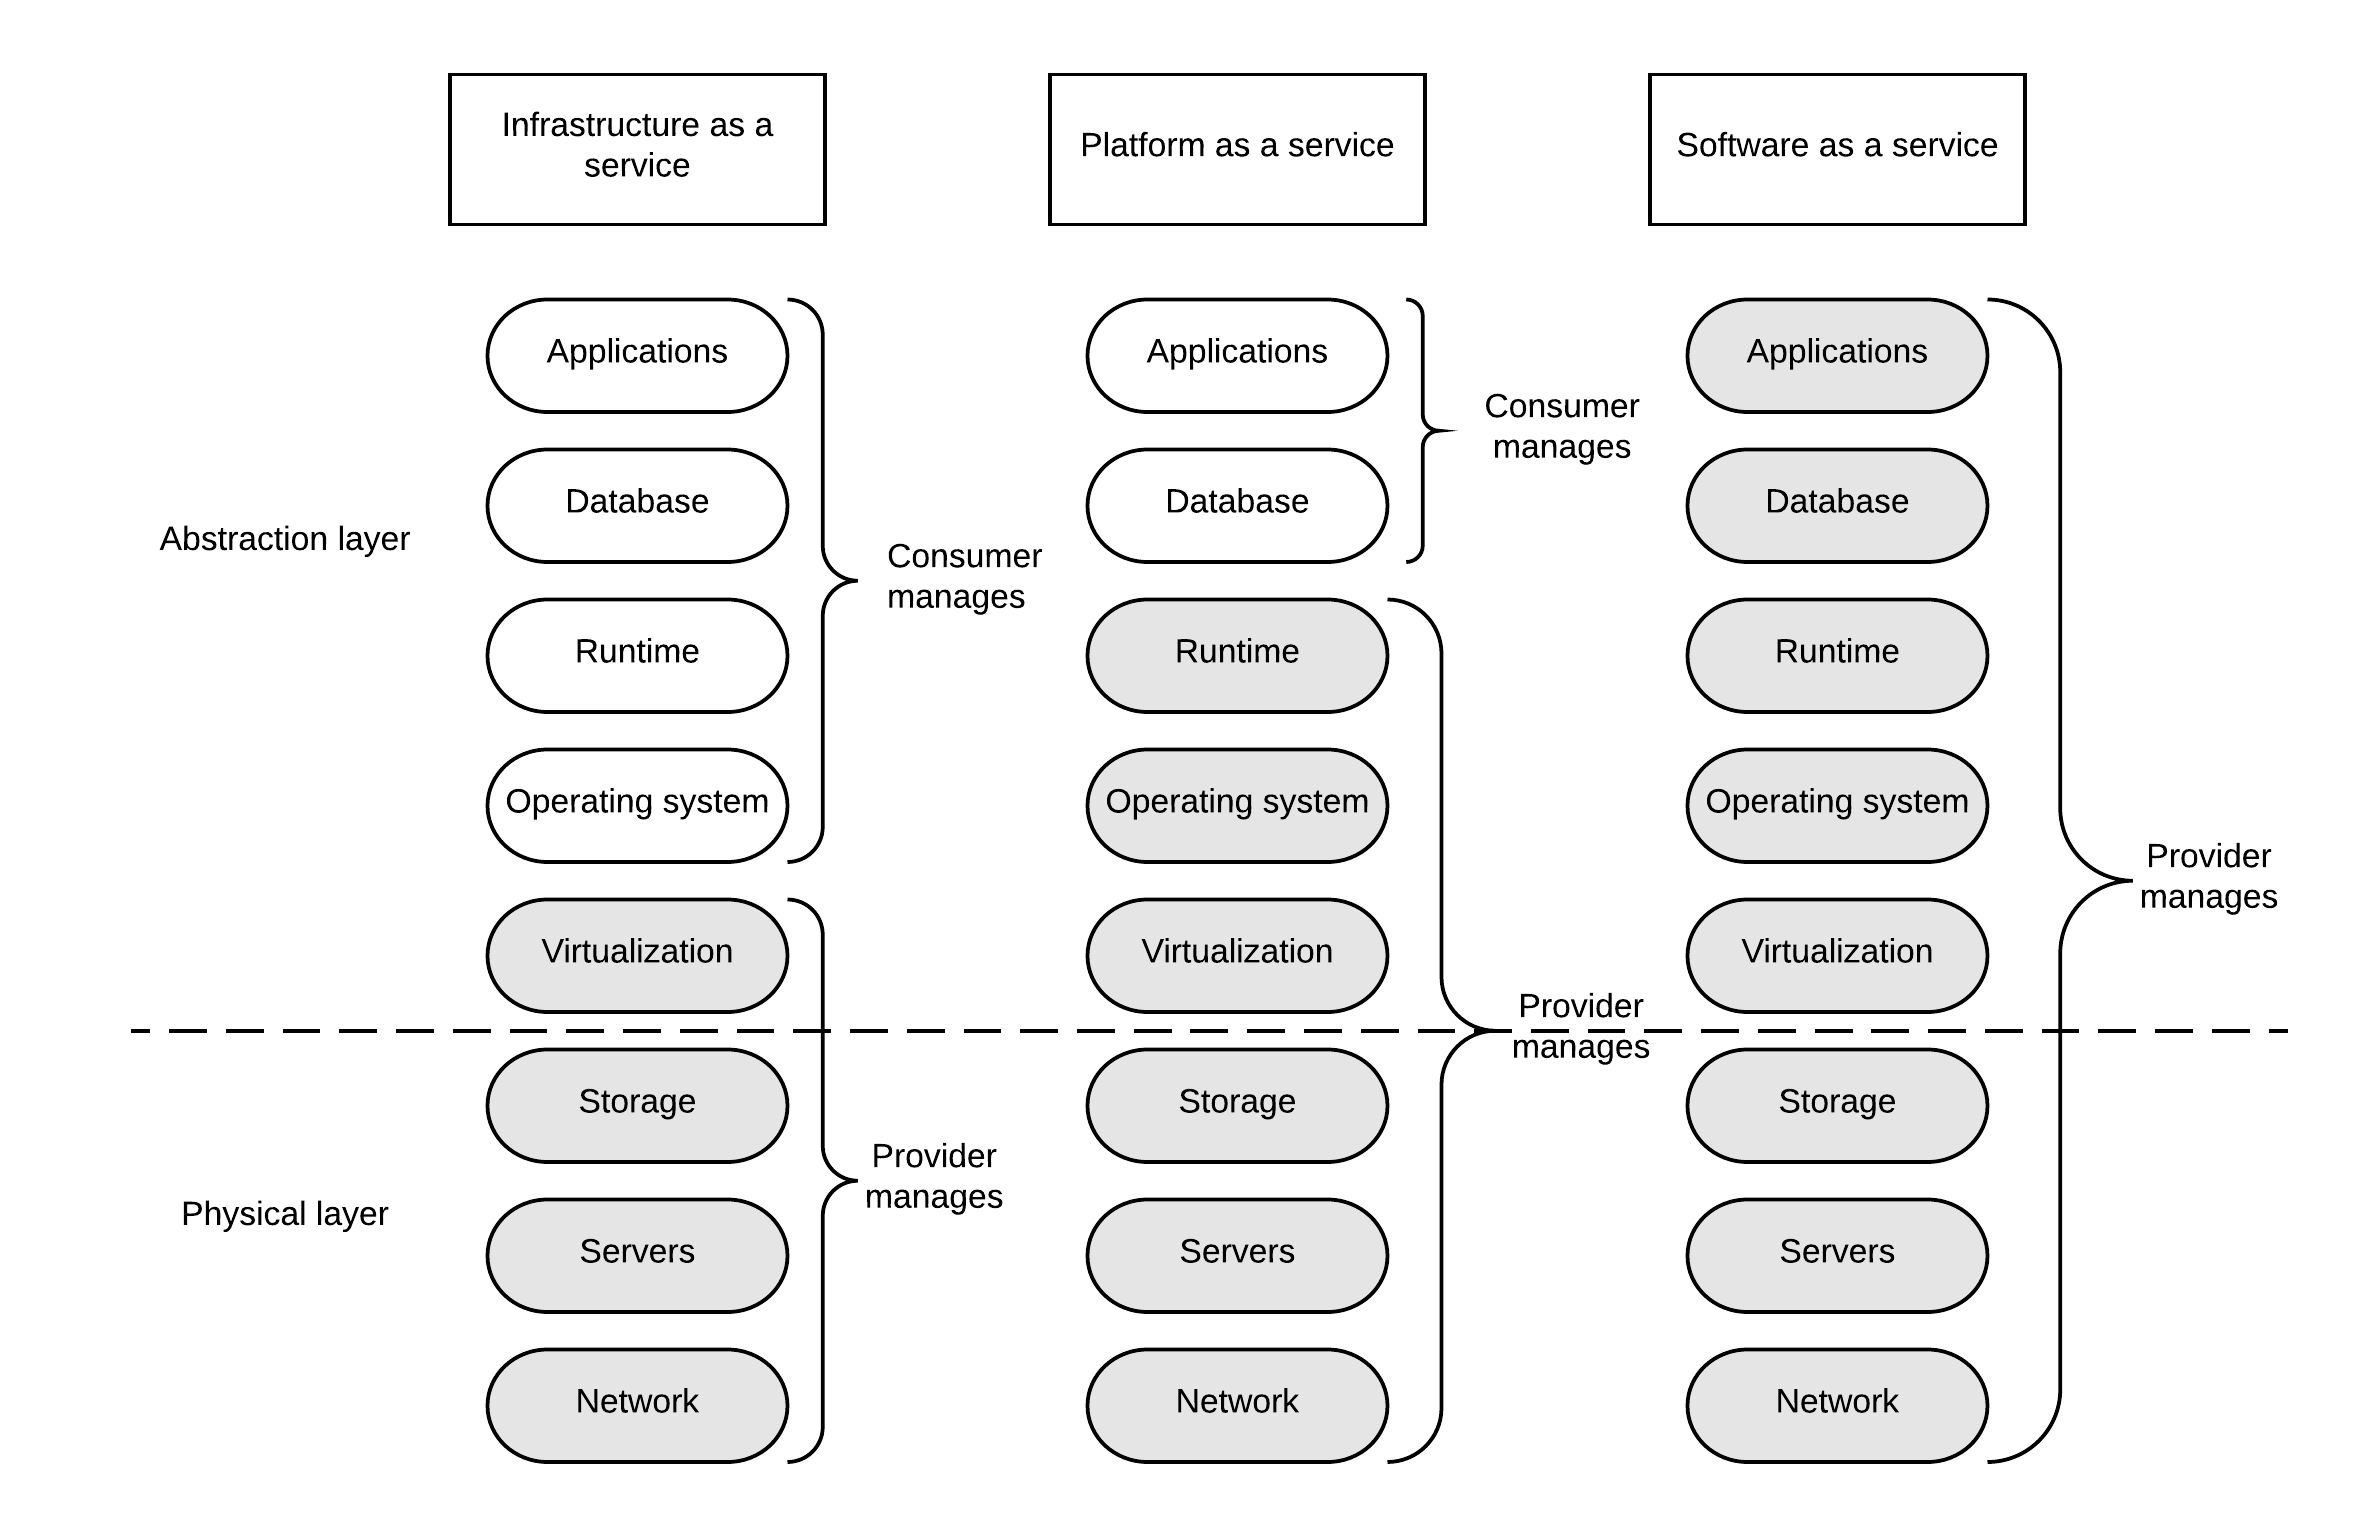 Infrastructure as a
service
Platform as a service
Software as a service
Applications
Applications
Applications
Consumer
manages
Database
Database
Database
Abstraction layer
Consumer
manages
Runtime
Runtime
Runtime
Operating system
Operating system
Operating system
Provider
manages
Virtualization
Virtualization
Virtualization
Provider
manages
Storage
Storage
Storage
Provider
manages
Physical layer
Servers
Servers
Servers
Network
Network
Network